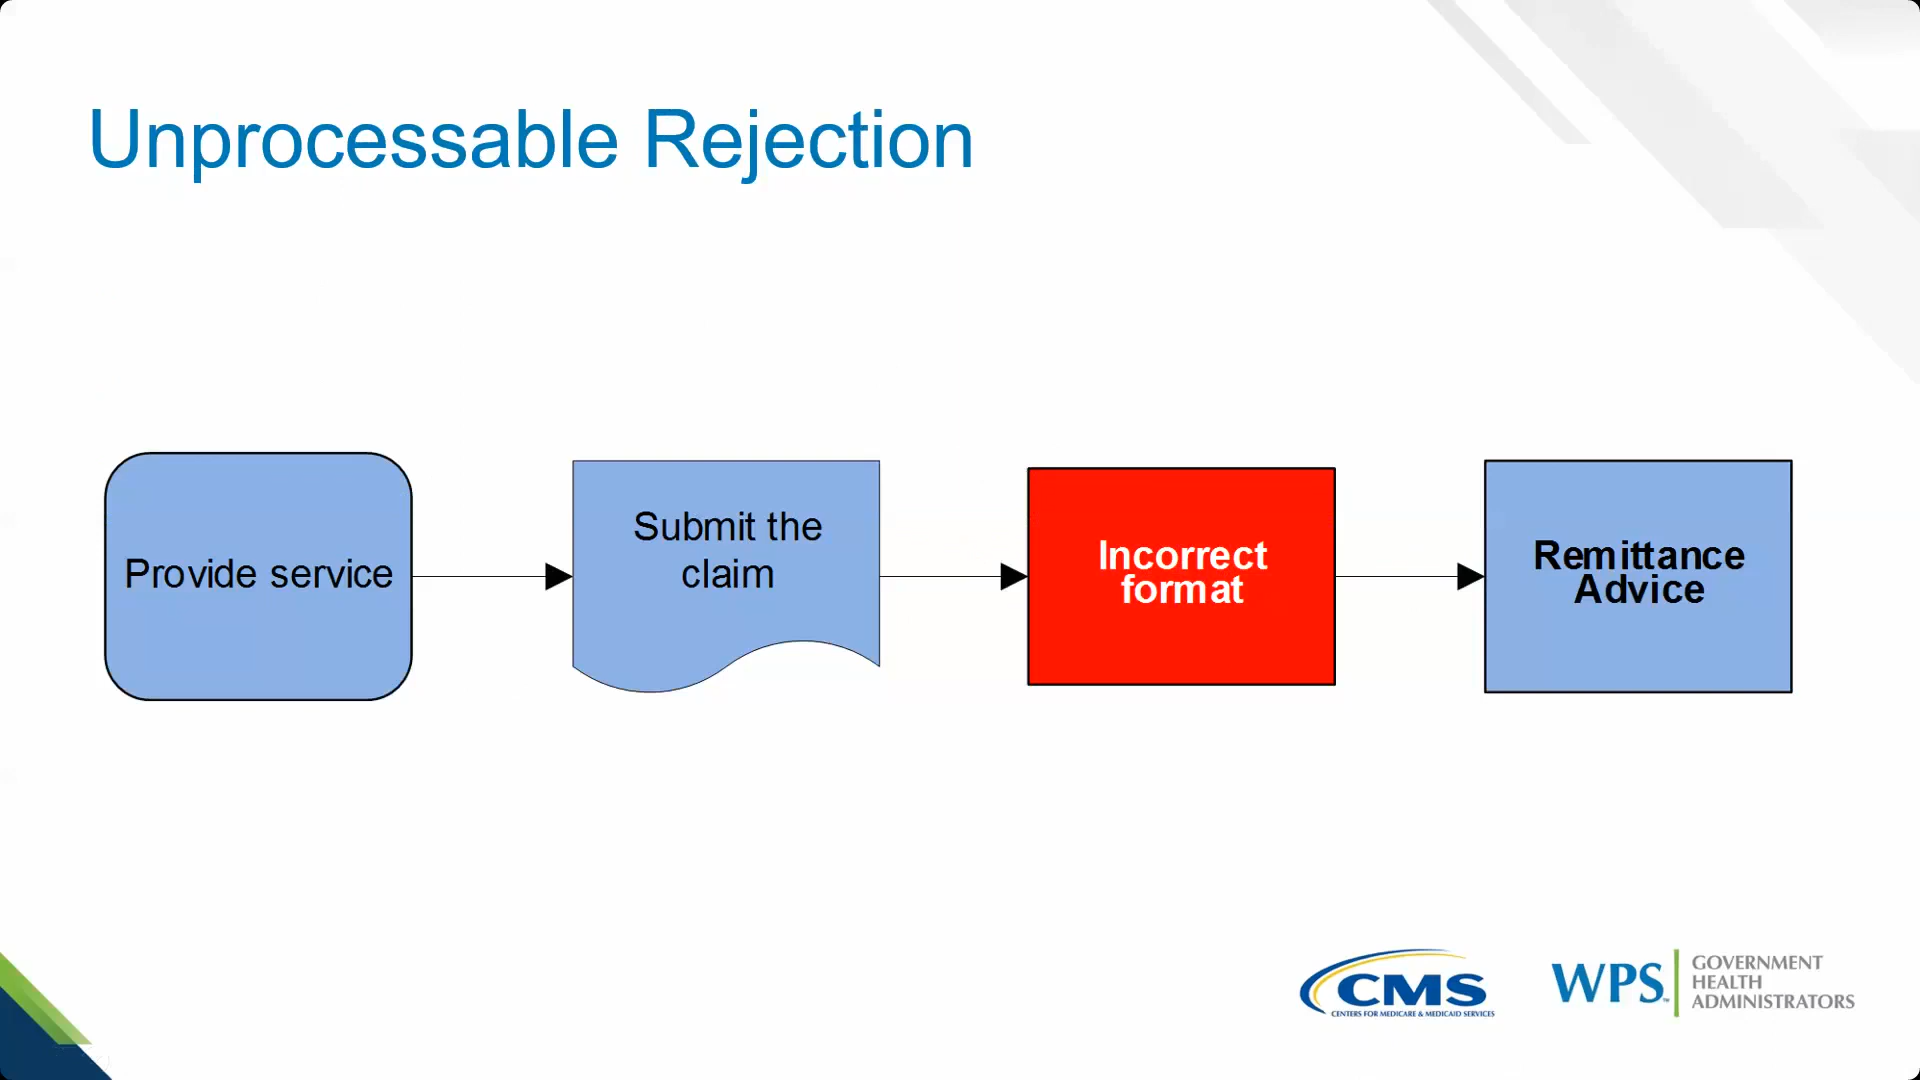 Unprocessable Rejection
Provide service
Submit the
claim
Incorrect
format
Remittance
Advice
CMS
CENTERS FOR MEDICARE & MEDICAID SERVICES
WPS™
GOVERNMENT
HEALTH
ADMINISTRATORS